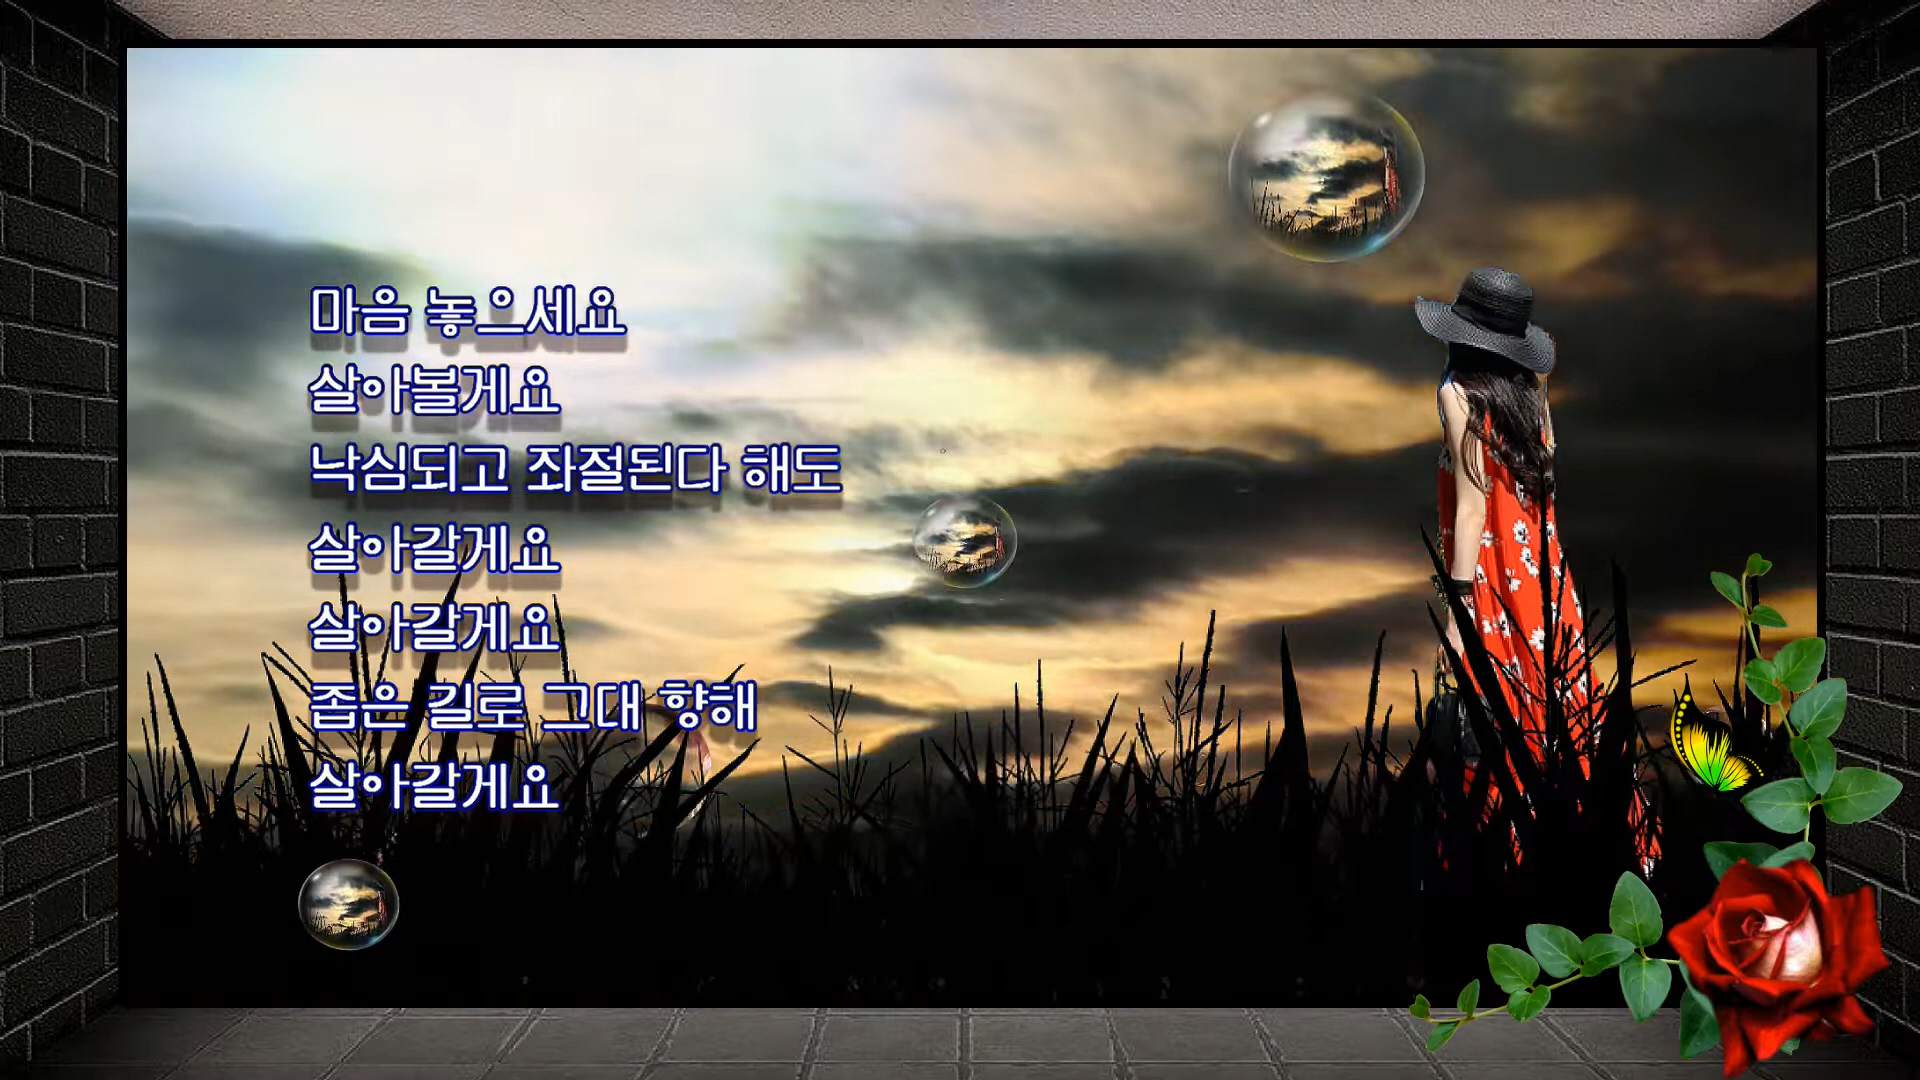 마음 놓으세요
살아볼게요
낙심되고 좌절된다 해도
살아갈게요
살아갈게요
좁은 길로 그대 향해
살아갈게요